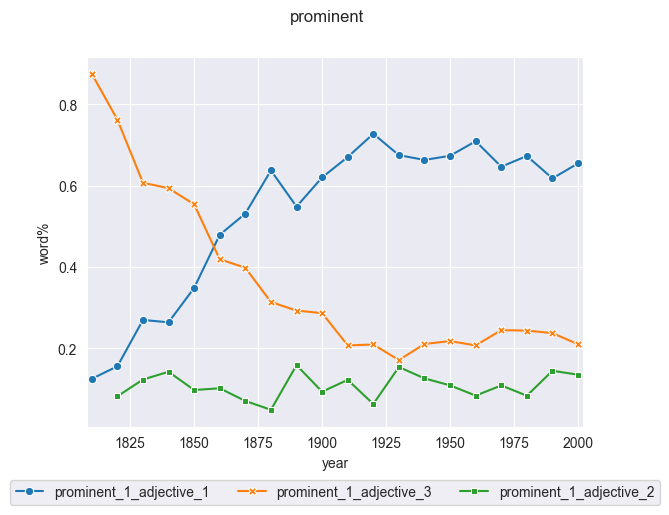 prominent
0.8
0.6
0.4
0.2
word%
1825 1850 1875 1900 1925 1950 1975 2000
year
prominent_1_adjective_1 prominent_1_adjective_3 prominent_1_adjective_2